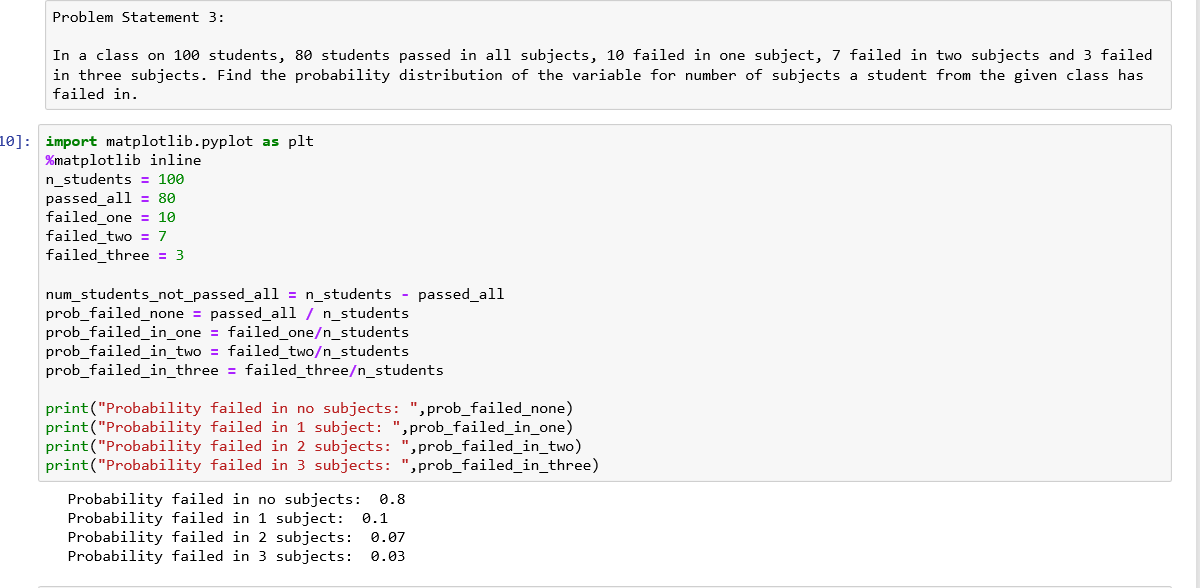 Problem Statement 3:
In a class on 100 students, 80 students passed in all subjects, 10 failed in one subject, 7 failed in two subjects and 3 failed
in three subjects. Find the probability distribution of the variable for number of subjects a student from the given class has
failed in.
10]:
import matplotlib.pyplot as plt
%matplotlib inline
n_students = 100
passed_all = 80
failed_one = 10
failed_two = 7
failed_three = 3
num_students_not_passed_all = n_students - passed_all
prob_failed_none = passed_all / n_students
prob_failed_in_one = failed_one/n_students
prob_failed_in_two = failed_two/n_students
prob_failed_in_three = failed_three/n_students
print("Probability failed in no subjects: ",prob_failed_none)
print("Probability failed in 1 subject: ",prob_failed_in_one)
print("Probability failed in 2 subjects: ",prob_failed_in_two)
print("Probability failed in 3 subjects: ",prob_failed_in_three)
Probability failed in no subjects:  0.8
Probability failed in 1 subject:  0.1
Probability failed in 2 subjects:  0.07
Probability failed in 3 subjects:  0.03